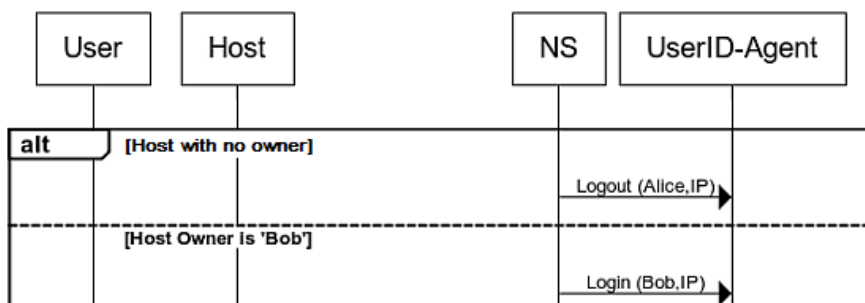 User Host NS UserID-Agent
alt [Host with no owner]
Logout (Alice,IP)
[Host Owner is 'Bob']
Login (Bob,IP)